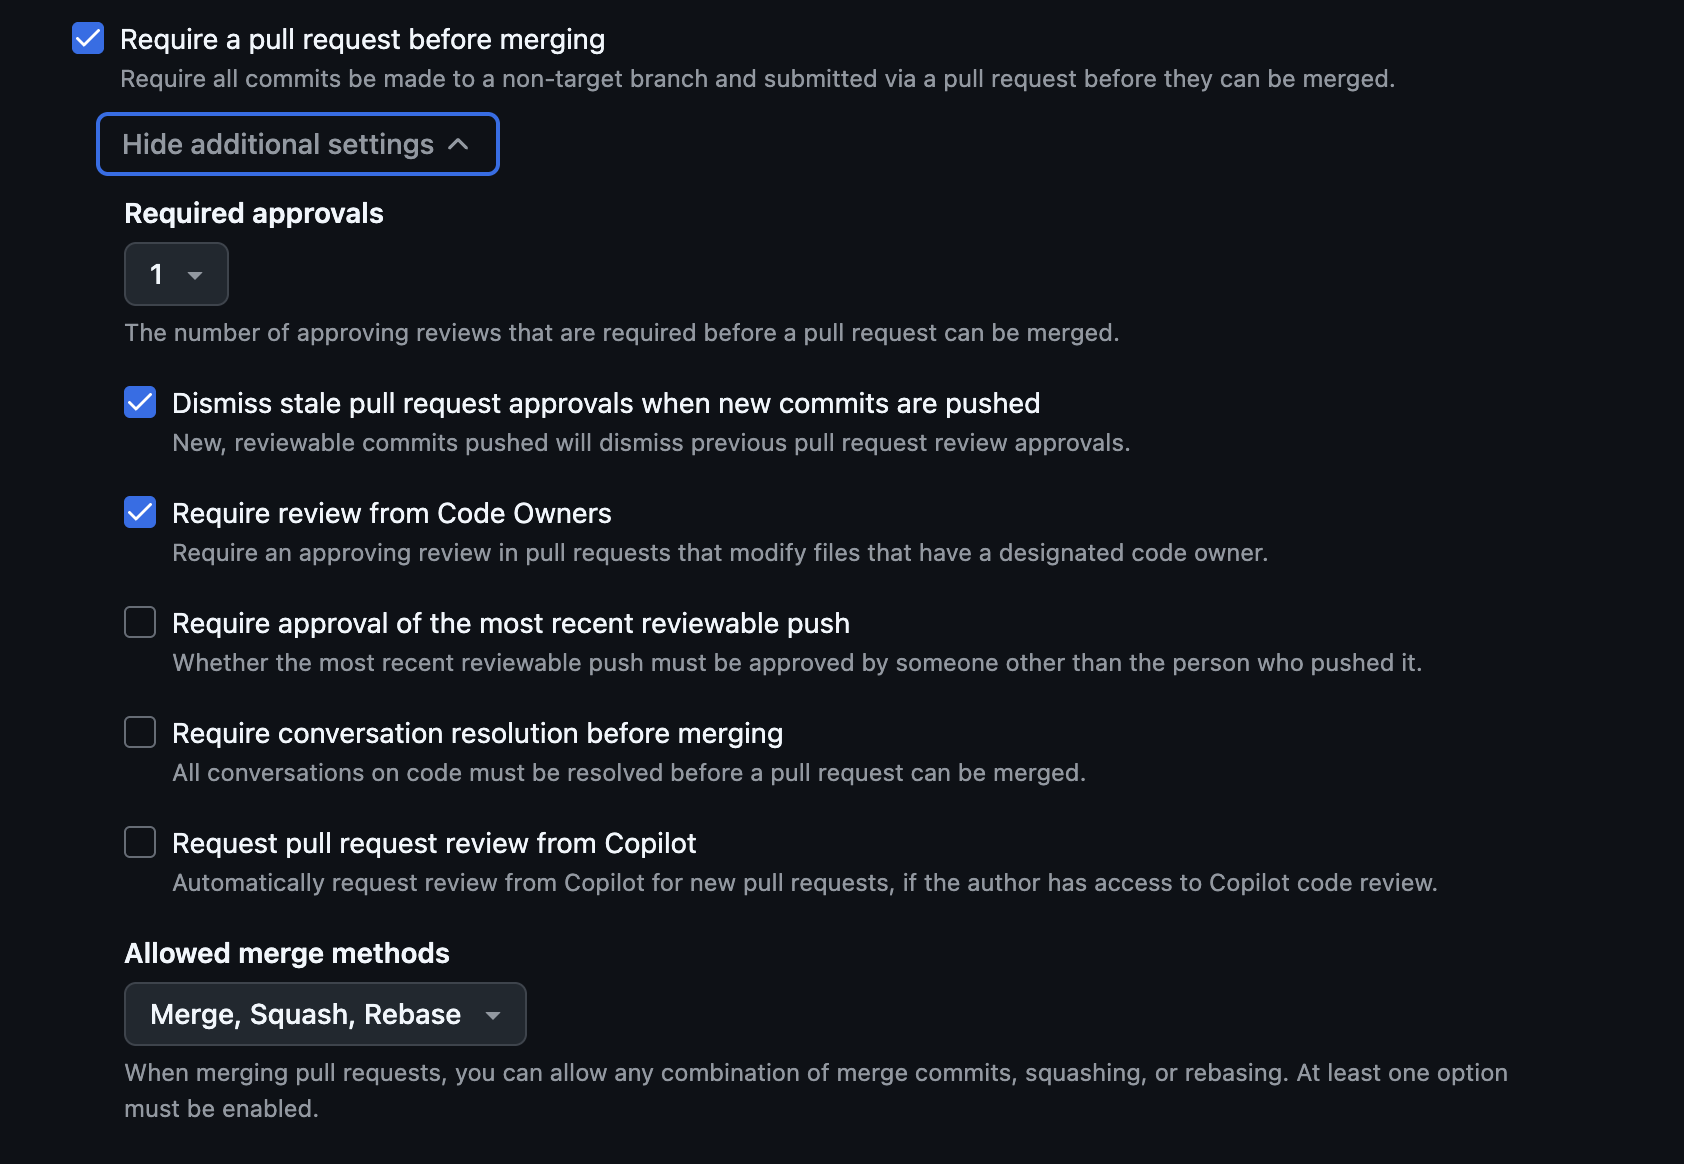 Require a pull request before merging
Require all commits be made to a non-target branch and submitted via a pull request before they can be merged.
Hide additional settings
Required approvals
1
The number of approving reviews that are required before a pull request can be merged.
Dismiss stale pull request approvals when new commits are pushed
New, reviewable commits pushed will dismiss previous pull request review approvals.
Require review from Code Owners
Require an approving review in pull requests that modify files that have a designated code owner.
Require approval of the most recent reviewable push
Whether the most recent reviewable push must be approved by someone other than the person who pushed it.
Require conversation resolution before merging
All conversations on code must be resolved before a pull request can be merged.
Request pull request review from Copilot
Automatically request review from Copilot for new pull requests, if the author has access to Copilot code review.
Allowed merge methods
Merge, Squash, Rebase
When merging pull requests, you can allow any combination of merge commits, squashing, or rebasing. At least one option
must be enabled.